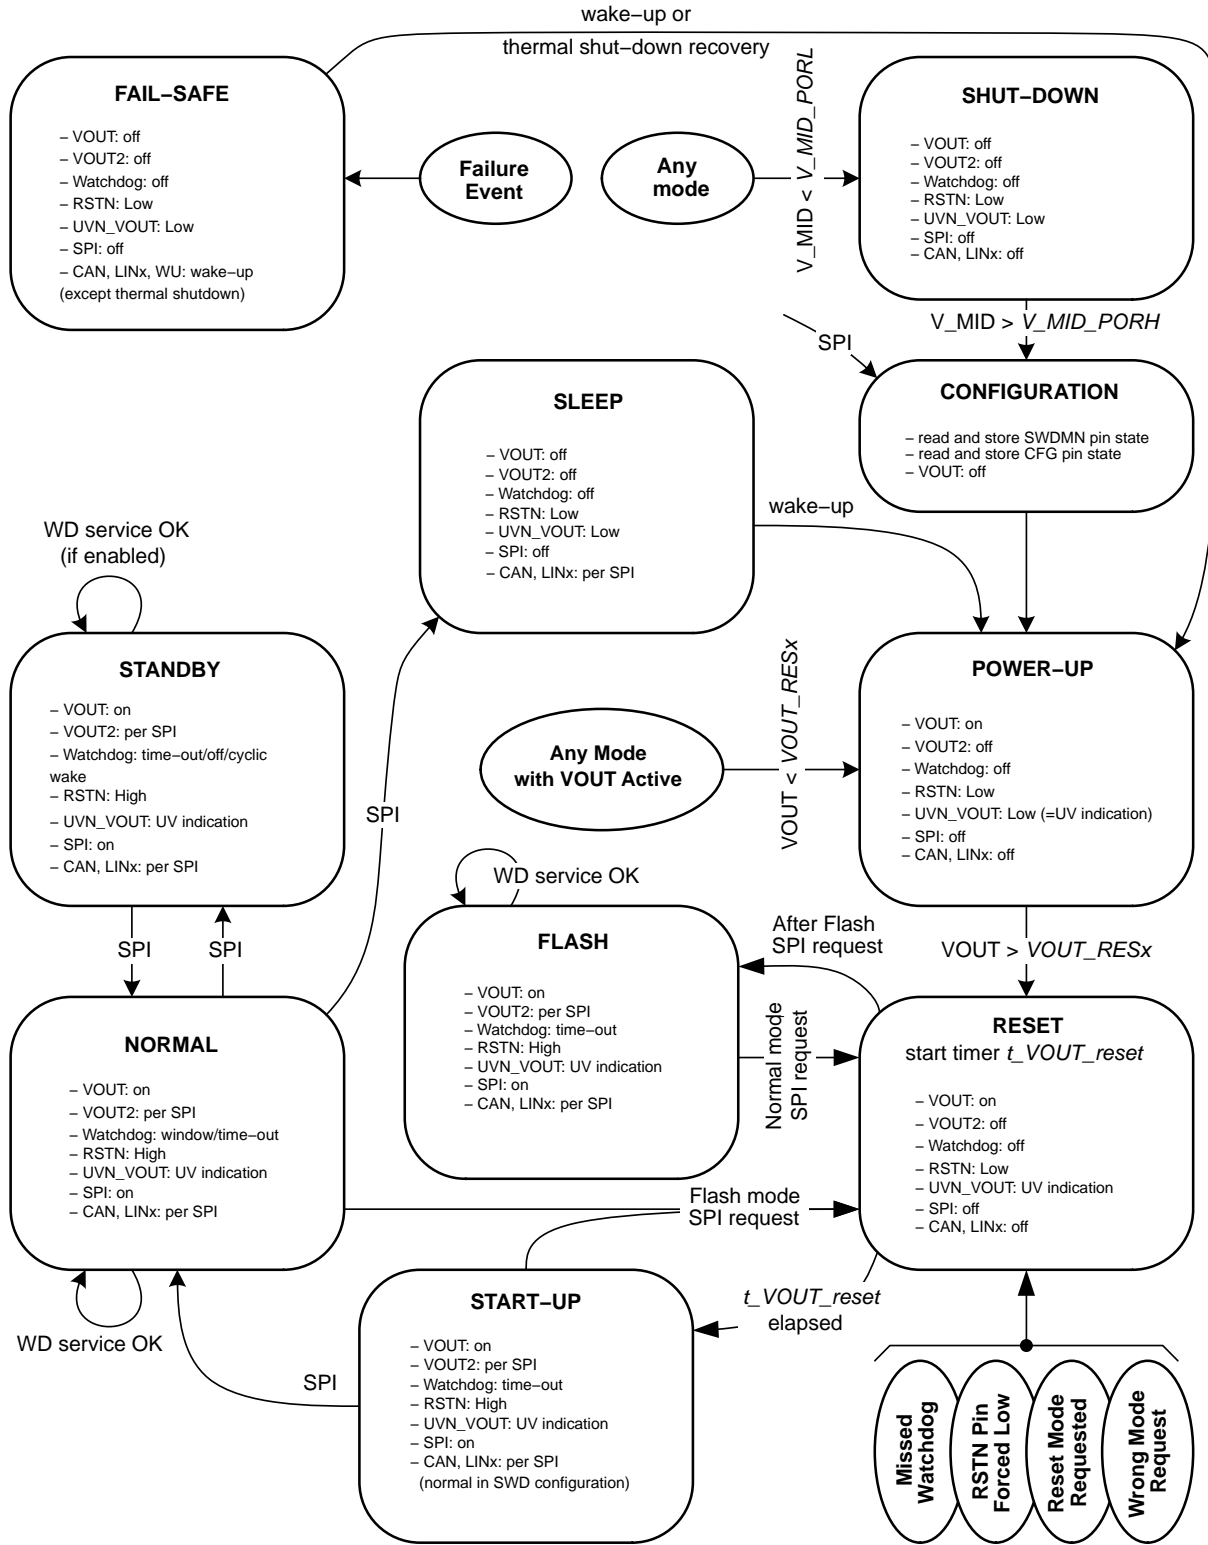 wake−up or
thermal shut−down recovery
FAIL−SAFE
− VOUT: off
− VOUT2: off
− Watchdog: off
− RSTN: Low
− UVN_VOUT: Low
− SPI: off
− CAN, LINx, WU: wake−up
(except thermal shutdown)
Failure
Event
Any
mode
V_MID < V_MID_PORL
SHUT−DOWN
− VOUT: off
− VOUT2: off
− Watchdog: off
− RSTN: Low
− UVN_VOUT: Low
− SPI: off
− CAN, LINx: off
V_MID > V_MID_PORH
SPI
CONFIGURATION
− read and store SWDMN pin state
− read and store CFG pin state
− VOUT: off
SLEEP
− VOUT: off
− VOUT2: off
− Watchdog: off
− RSTN: Low
− UVN_VOUT: Low
− SPI: off
− CAN, LINx: per SPI
wake−up
WD service OK
(if enabled)
STANDBY
− VOUT: on
− VOUT2: per SPI
− Watchdog: time−out/off/cyclic
wake
− RSTN: High
− UVN_VOUT: UV indication
− SPI: on
− CAN, LINx: per SPI
SPI
Any Mode
with VOUT Active
VOUT < VOUT_RESx
POWER−UP
− VOUT: on
− VOUT2: off
− Watchdog: off
− RSTN: Low
− UVN_VOUT: Low (=UV indication)
− SPI: off
− CAN, LINx: off
WD service OK
SPI
SPI
FLASH
− VOUT: on
− VOUT2: per SPI
− Watchdog: time−out
− RSTN: High
− UVN_VOUT: UV indication
− SPI: on
− CAN, LINx: per SPI
After Flash
SPI request
VOUT > VOUT_RESx
Normal mode
SPI request
NORMAL
− VOUT: on
− VOUT2: per SPI
− Watchdog: window/time−out
− RSTN: High
− UVN_VOUT: UV indication
− SPI: on
− CAN, LINx: per SPI
RESET
start timer t_VOUT_reset
− VOUT: on
− VOUT2: off
− Watchdog: off
− RSTN: Low
− UVN_VOUT: UV indication
− SPI: off
− CAN, LINx: off
Flash mode
SPI request
WD service OK
SPI
START−UP
− VOUT: on
− VOUT2: per SPI
− Watchdog: time−out
− RSTN: High
− UVN_VOUT: UV indication
− SPI: on
− CAN, LINx: per SPI
(normal in SWD configuration)
t_VOUT_reset
elapsed
Missed
Watchdog
RSTN Pin
Forced Low
Reset Mode
Requested
Wrong Mode
Request